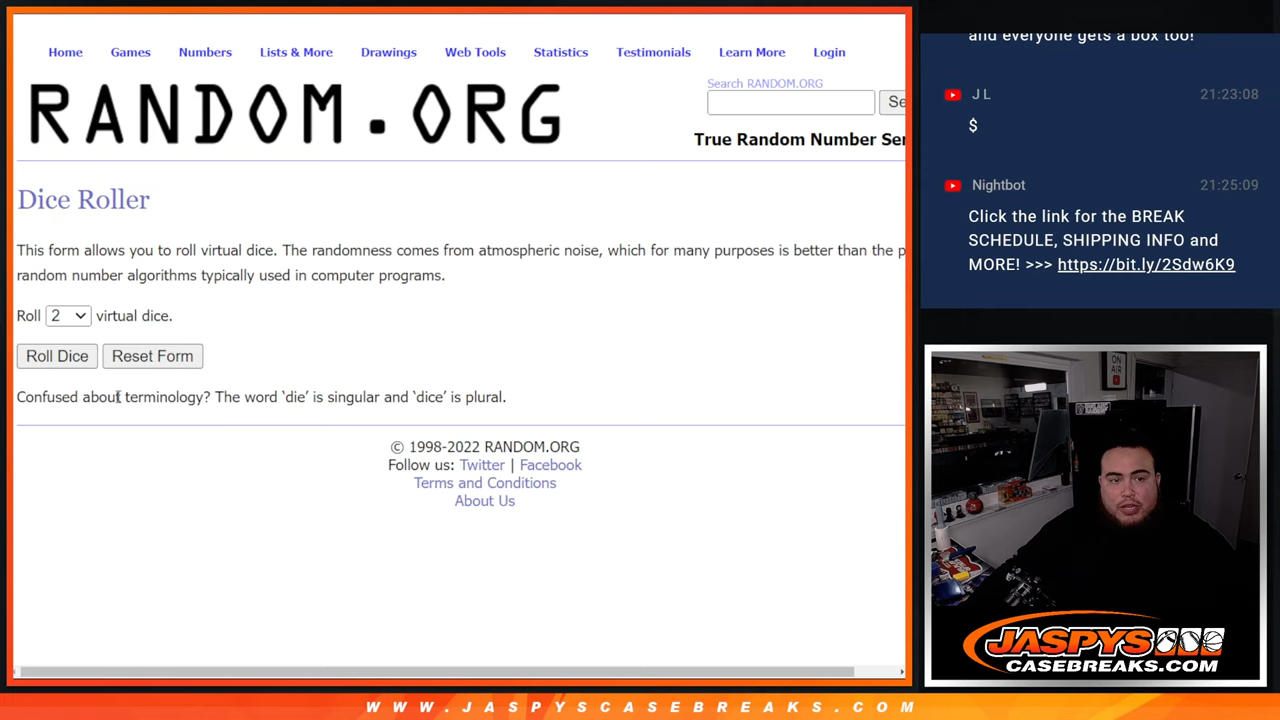 Home Games Numbers Lists & More Drawings Web Tools Statistics Testimonials Learn More Login
RANDOM.ORG
Search RANDOM.ORG
Se
True Random Number Ser
Dice Roller
This form allows you to roll virtual dice. The randomness comes from atmospheric noise, which for many purposes is better than the p
random number algorithms typically used in computer programs.
Roll 2 virtual dice.
Roll Dice Reset Form
Confused about terminology? The word ‘die’ is singular and ‘dice’ is plural.
© 1998-2022 RANDOM.ORG
Follow us: Twitter | Facebook
Terms and Conditions
About Us
and everyone gets a box too!
J L 21:23:08
$
Nightbot 21:25:09
Click the link for the BREAK
SCHEDULE, SHIPPING INFO and
MORE! >>> https://bit.ly/2Sdw6K9
ON
AIR
JASPYS
CASEBREAKS.COM
WWW.JASPYSCASEBREAKS.COM